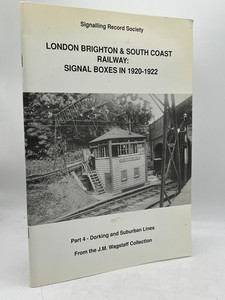 Signalling Record Society
LONDON BRIGHTON & SOUTH COAST
RAILWAY:
SIGNAL BOXES IN 1920-1922
Part 4 - Dorking and Suburban Lines
From the J.M. Wagstaff Collection